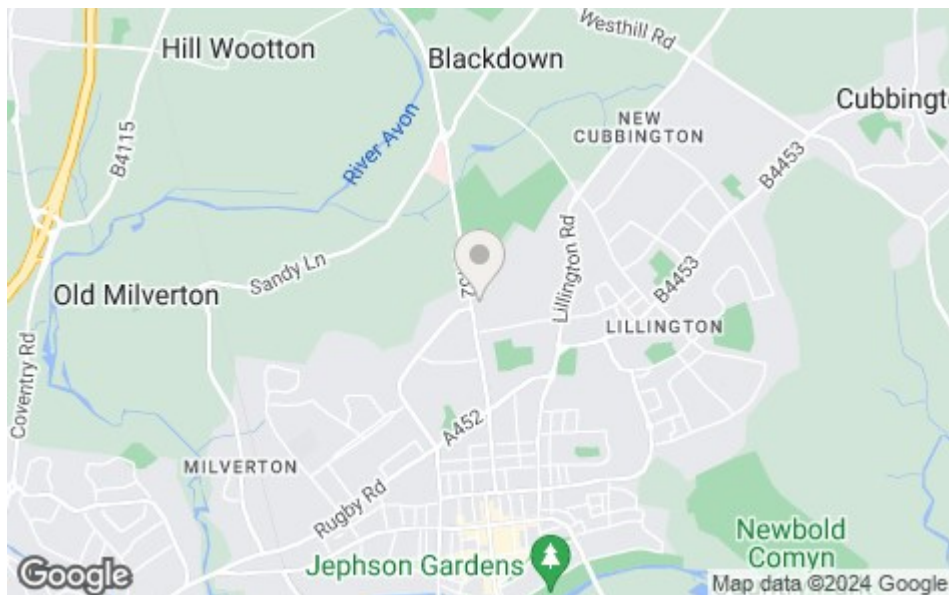 Westhill Rd
Hill Wootton
Blackdown
Cubbingt
NEW
CUBBINGTON
B4115
River Avon
B4453
Sandy Ln
Lillington Rd
Old Milverton
B4453
LILLINGTON
Coventry Rd
A452
MILVERTON
Rugby Rd
Newbold
Comyn
Jephson Gardens
Google
Map data ©2024 Google